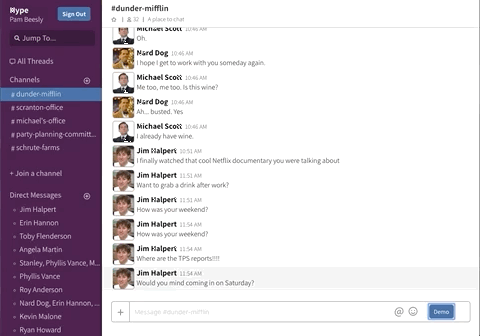 Hype
Pam Beesly
Sign Out
Jump To...
All Threads
Channels
# dunder-mifflin
# scranton-office
# michael's-office
# party-planning-committ...
# schrute-farms
+ Join a channel
Direct Messages
Jim Halpert
Erin Hannon
Toby Flenderson
Angela Martin
Stanley, Phyllis Vance, M...
Phyllis Vance
Roy Anderson
Nard Dog, Erin Hannon, ...
Kevin Malone
Ryan Howard
#dunder-mifflin
1 | 32 | A place to chat
Michael Scott 10:46 AM
Oh.
Nard Dog 10:46 AM
I hope I get to work with you someday again.
Michael Scott 10:46 AM
Me too, me too. Is this wine?
Nard Dog 10:46 AM
Ah... busted. Yes
Michael Scott 10:46 AM
I already have wine.
Jim Halpert 10:51 AM
I finally watched that cool Netflix documentary you were talking about
Jim Halpert 11:51 AM
Want to grab a drink after work?
Jim Halpert 11:51 AM
How was your weekend?
Jim Halpert 11:54 AM
How was your weekend?
Jim Halpert 11:54 AM
Where are the TPS reports!!!!
Jim Halpert 11:54 AM
Would you mind coming in on Saturday?
+ Message #dunder-mifflin @ Demo